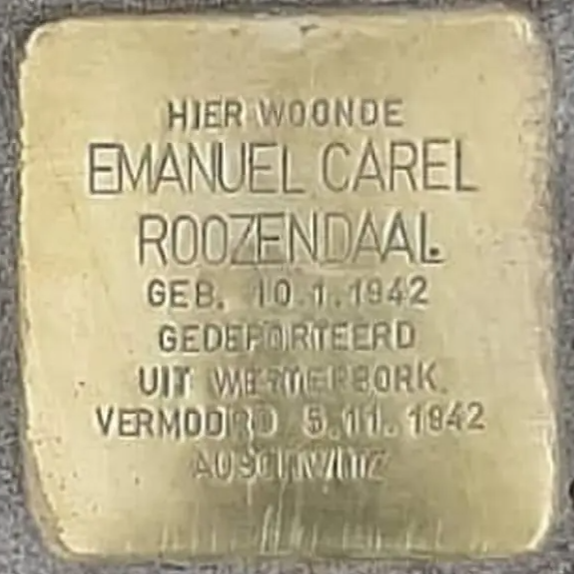 HIER WOONDE
EMANUEL CAREL
ROOZENDAAL
GEB. 10.1.1942
GEDEPORTEERD
UIT WESTERBORK
VERMOORD 5.11.1942
AUSCHWITZ